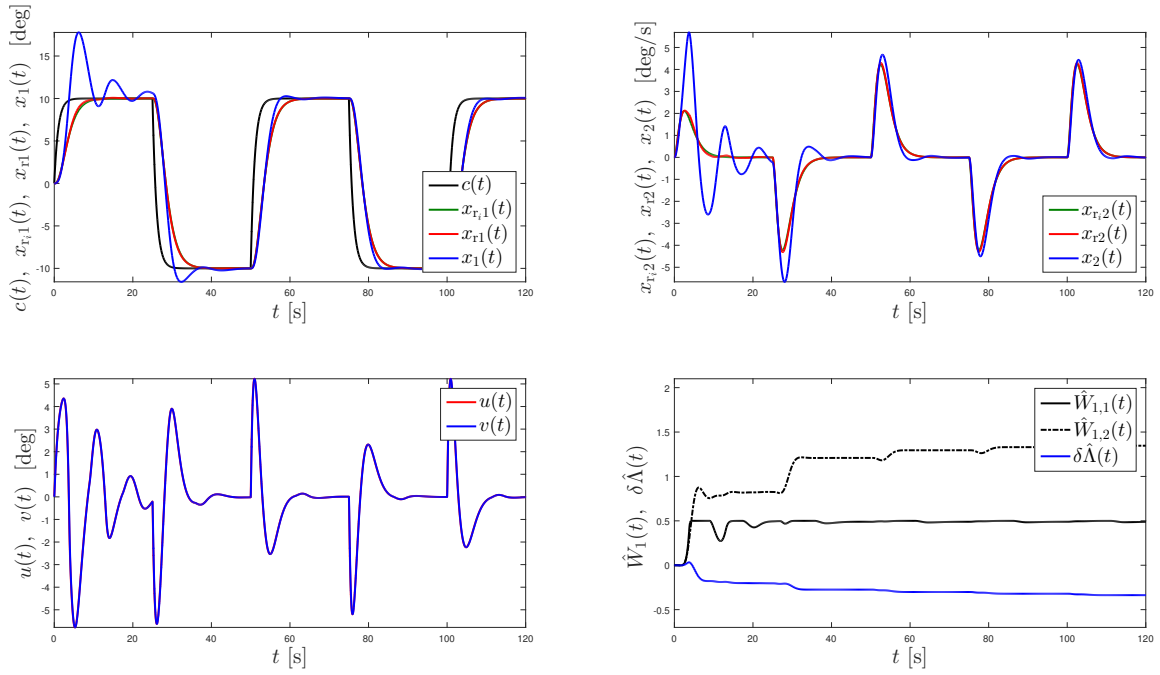 c(t), x_{r_i1}(t), x_{r1}(t), x_1(t) [deg]
15
10
5
0
-5
-10
0 20 40 60 80 100 120
t [s]
c(t)
x_{r_i1}(t)
x_{r1}(t)
x_1(t)
x_{r_i2}(t), x_{r2}(t), x_2(t) [deg/s]
5
4
3
2
1
0
-1
-2
-3
-4
-5
0 20 40 60 80 100 120
t [s]
x_{r_i2}(t)
x_{r2}(t)
x_2(t)
u(t), v(t) [deg]
5
4
3
2
1
0
-1
-2
-3
-4
-5
0 20 40 60 80 100 120
t [s]
u(t)
v(t)
Ŵ_1(t), δΛ̂(t)
2
1.5
1
0.5
0
-0.5
0 20 40 60 80 100 120
t [s]
Ŵ_{1,1}(t)
Ŵ_{1,2}(t)
δΛ̂(t)